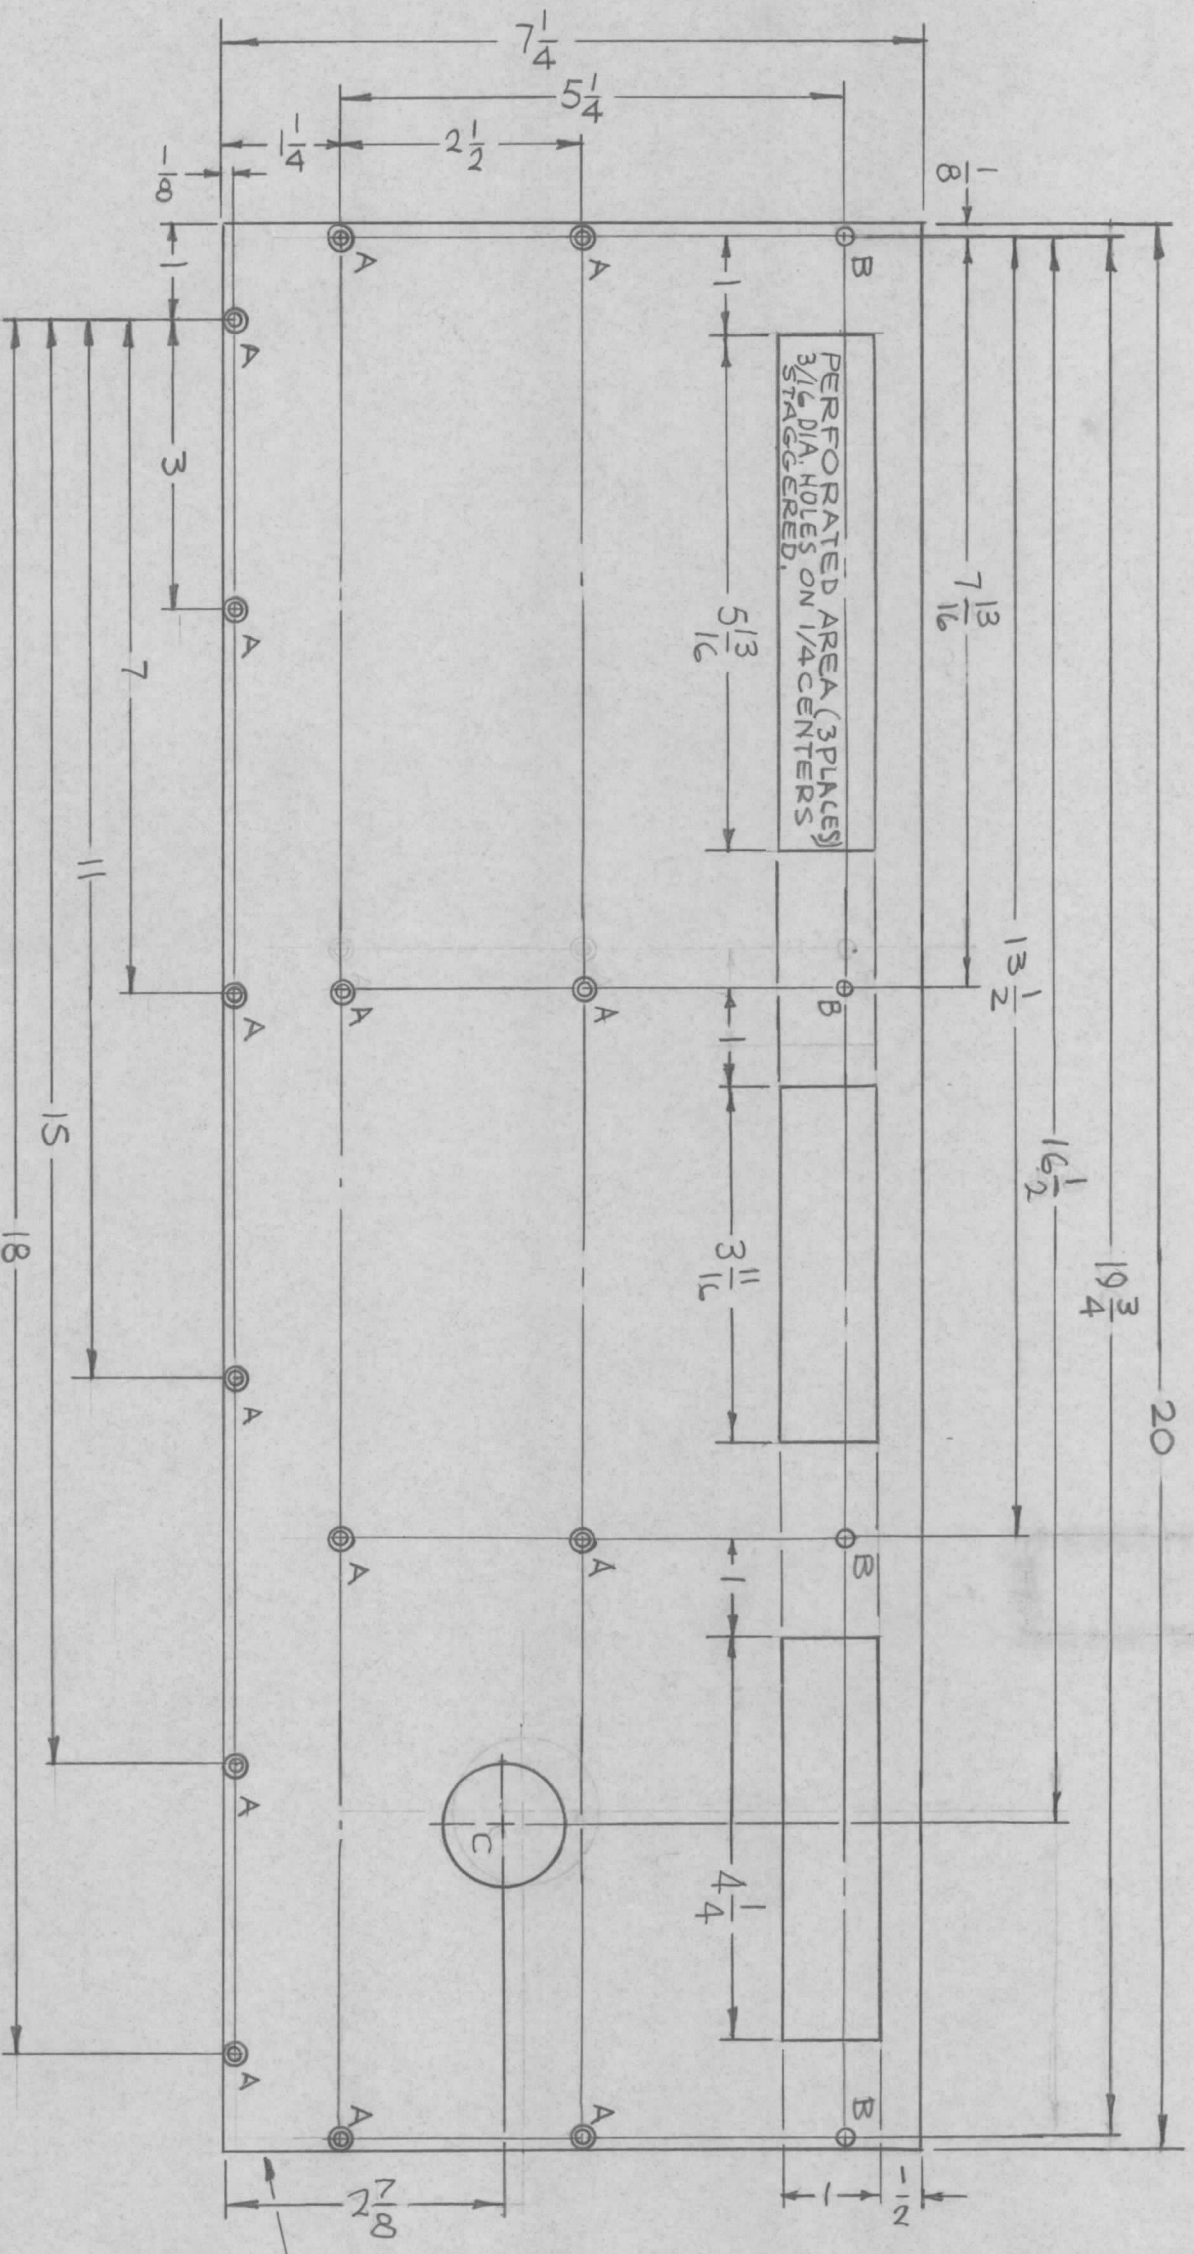 20
19 3/4
16 1/2
13 1/2
7 13/16
1/8
7 1/4
5 1/4
2 1/2
1 1/4
1/8
B
B
B
B
PERFORATED AREA (3 PLACES)
3/16 DIA. HOLES ON 1/4 CENTERS
STAGGERED.
1
5 13/16
1
3 11/16
1
4 1/4
1/2
1
2 7/8
A
A
A
A
C
A
A
A
A
A
A
A
A
A
A
1
3
7
11
15
18